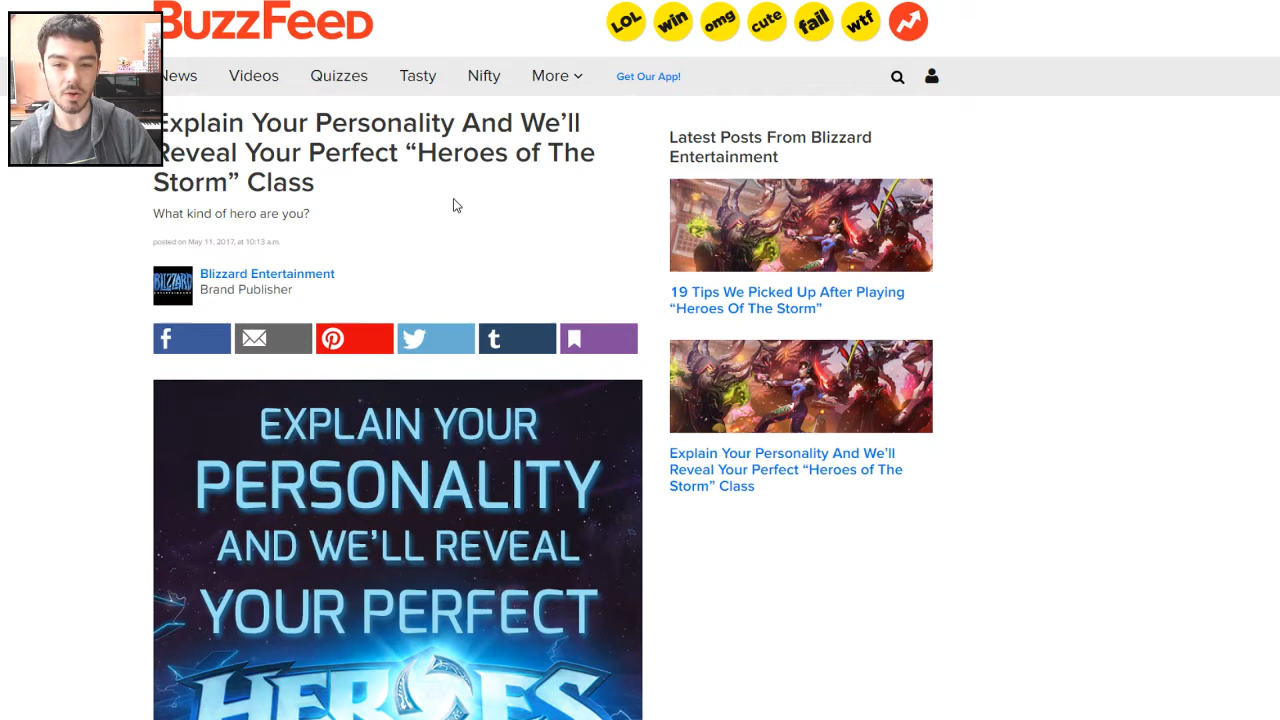 BuzzFeed
LOL win omg cute fail wtf
News Videos Quizzes Tasty Nifty More Get Our App!
Explain Your Personality And We’ll
Reveal Your Perfect “Heroes of The
Storm” Class
What kind of hero are you?
posted on May 11, 2017, at 10:13 a.m.
BLIZZARD
Blizzard Entertainment
Brand Publisher
EXPLAIN YOUR
PERSONALITY
AND WE’LL REVEAL
YOUR PERFECT
HEROES
Latest Posts From Blizzard
Entertainment
19 Tips We Picked Up After Playing
“Heroes Of The Storm”
Explain Your Personality And We’ll
Reveal Your Perfect “Heroes of The
Storm” Class